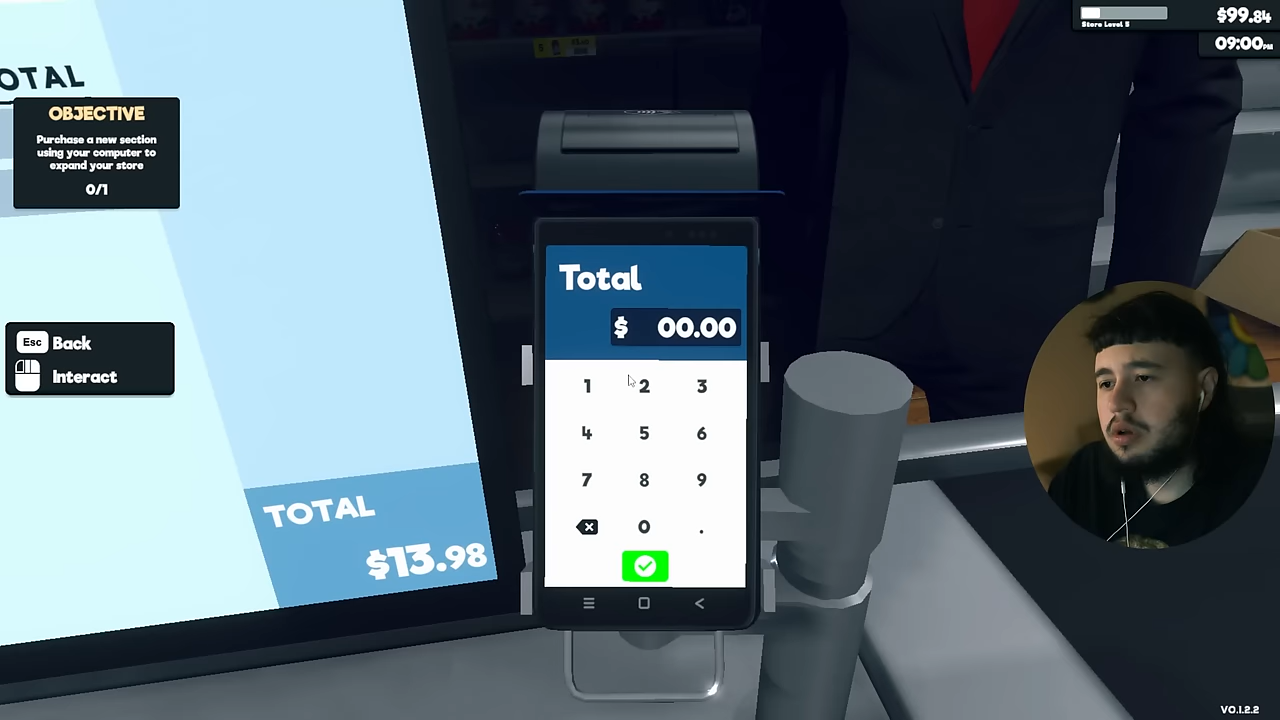 OTAL
OBJECTIVE
Purchase a new section
using your computer to
expand your store
0/1
Esc Back
Interact
TOTAL
$13.98
Total
$ 00.00
1 2 3
4 5 6
7 8 9
0 .
Store Level 5
$99.84
09:00PM
V0.1.2.2